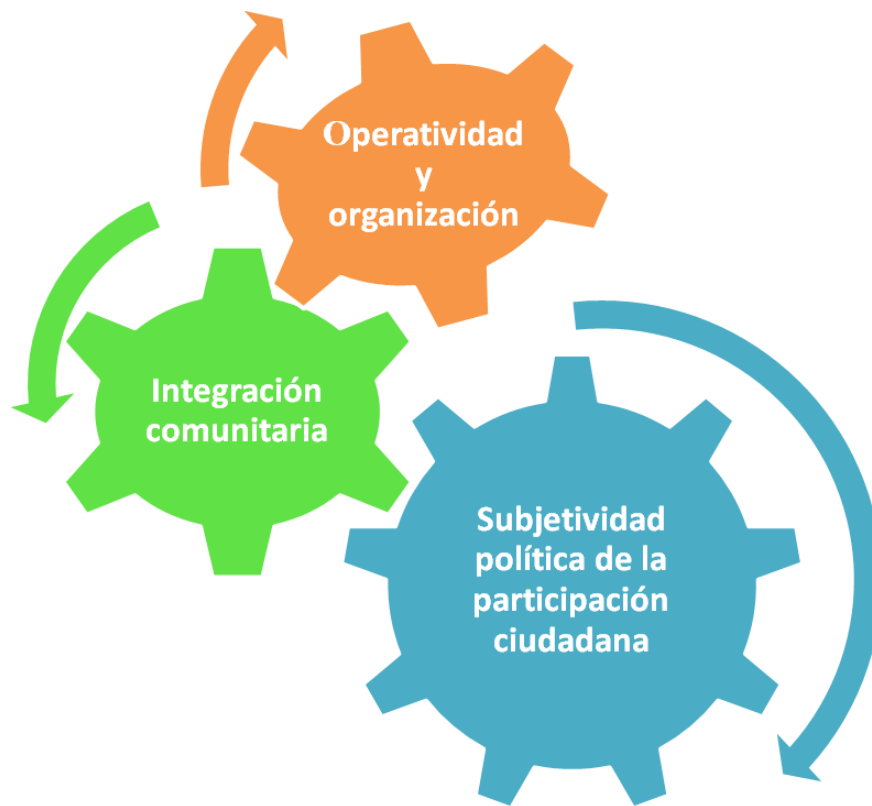 Operatividad
y
organización
Integración
comunitaria
Subjetividad
política de la
participación
ciudadana